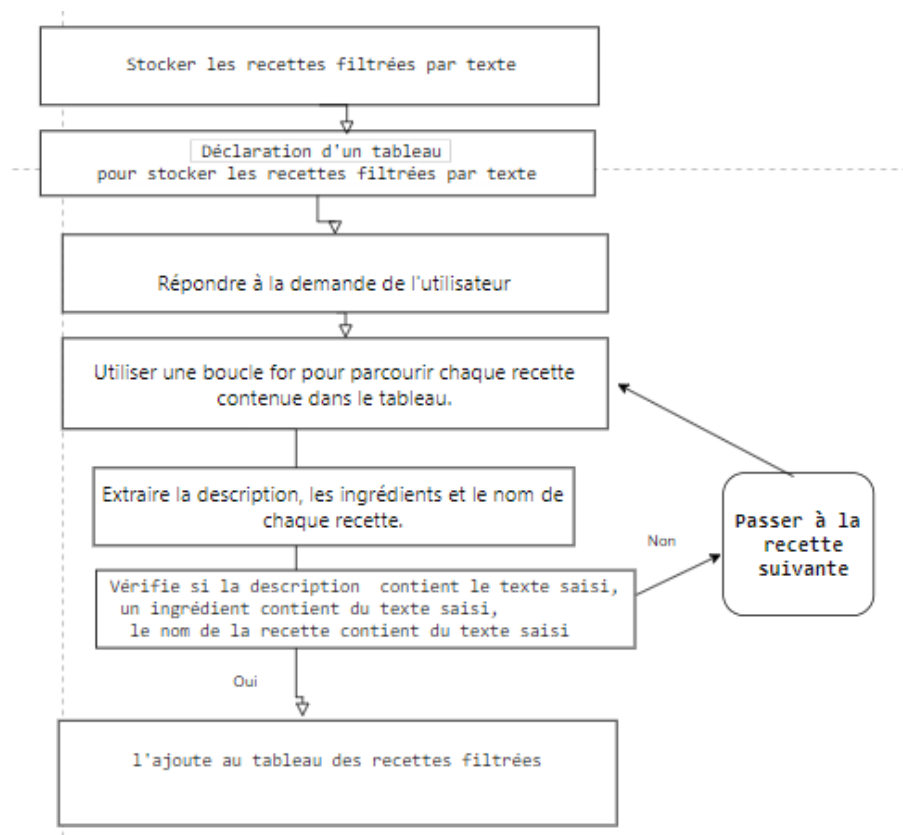 Stocker les recettes filtrées par texte
Déclaration d'un tableau
pour stocker les recettes filtrées par texte
Répondre à la demande de l'utilisateur
Utiliser une boucle for pour parcourir chaque recette
contenue dans le tableau.
Extraire la description, les ingrédients et le nom de
chaque recette.
Non
Passer à la
recette
suivante
Vérifie si la description contient le texte saisi,
un ingrédient contient du texte saisi,
le nom de la recette contient du texte saisi
Oui
l'ajoute au tableau des recettes filtrées